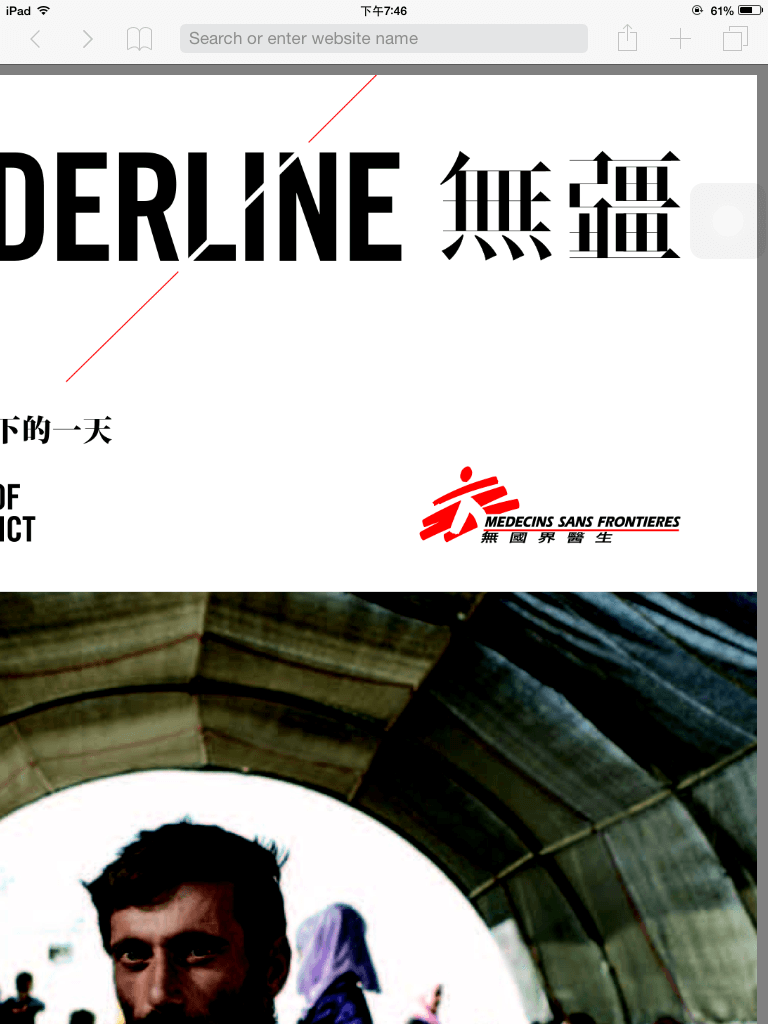 iPad 下午7:46 61%
Search or enter website name
DERLINE 無疆
下的一天
OF
ICT
MEDECINS SANS FRONTIERES
無國界醫生